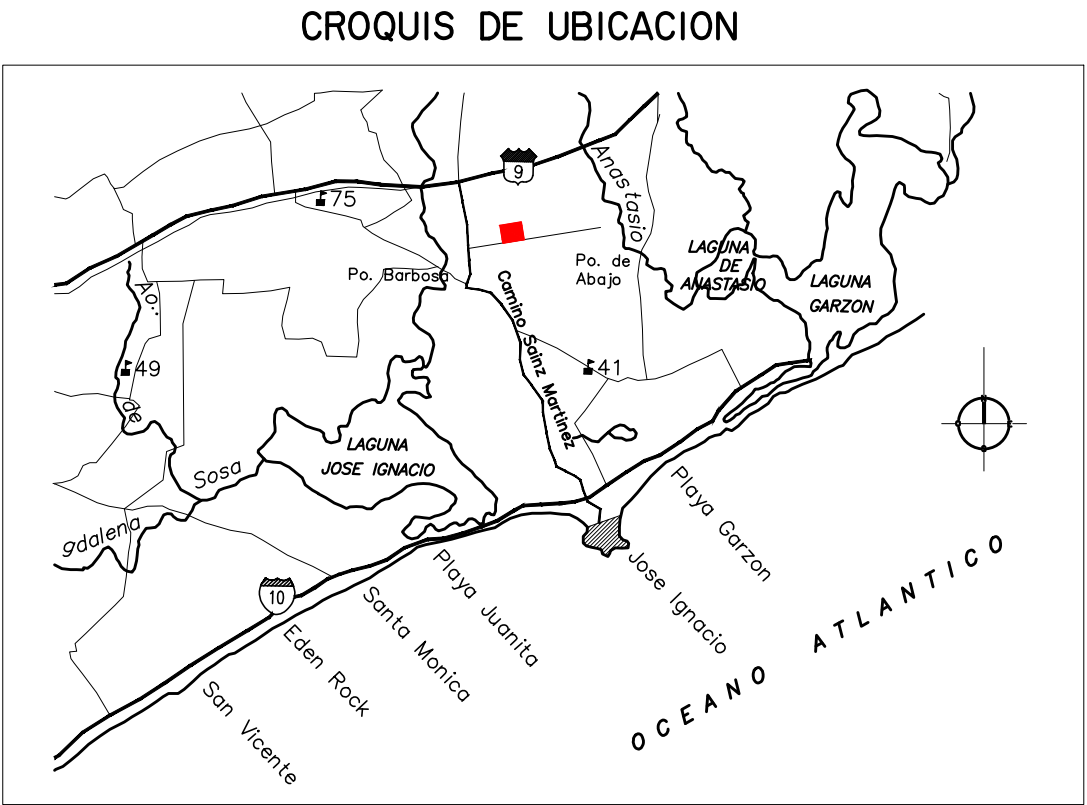 CROQUIS DE UBICACION
9
Anastasio
75
LAGUNA
DE
ANASTASIO
Po. de
Abajo
Po. Barbosa
LAGUNA
GARZON
Camino Sainz Martinez
Ao.
de
49
41
LAGUNA
JOSE IGNACIO
Sosa
gdalena
Playa Garzon
Jose Ignacio
Playa Juanita
10
Santa Monica
Eden Rock
San Vicente
OCEANO ATLANTICO